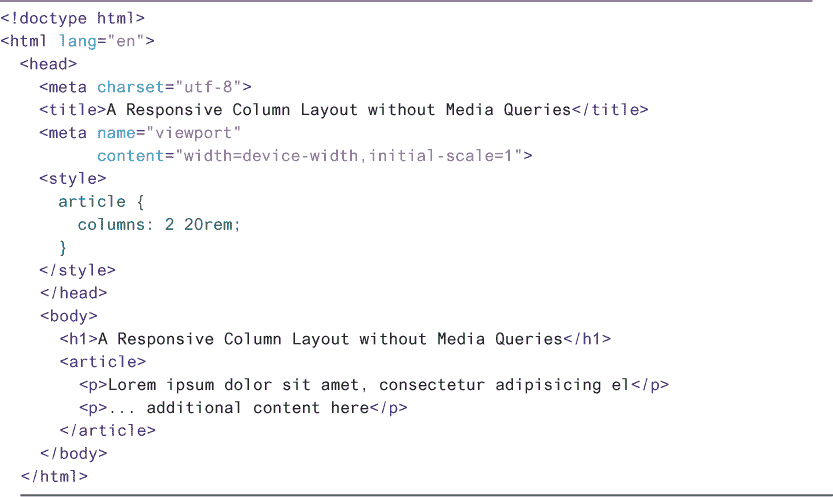 <!doctype html>
<html lang="en">
<head>
<meta charset="utf-8">
<title>A Responsive Column Layout without Media Queries</title>
<meta name="viewport"
content="width=device-width,initial-scale=1">
<style>
article {
columns: 2 20rem;
}
</style>
</head>
<body>
<h1>A Responsive Column Layout without Media Queries</h1>
<article>
<p>Lorem ipsum dolor sit amet, consectetur adipisicing el</p>
<p>... additional content here</p>
</article>
</body>
</html>